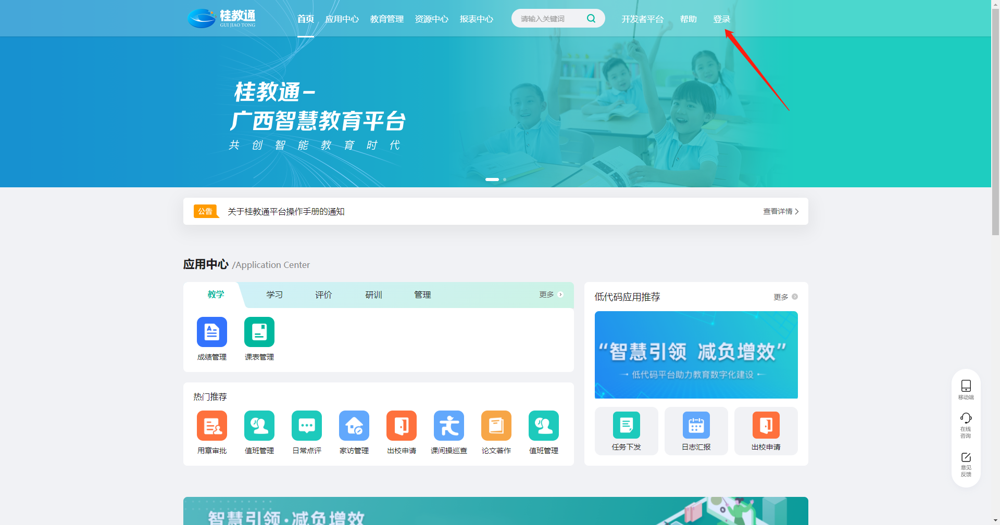 桂教通
GUI JIAO TONG
首页 应用中心 教育管理 资源中心 报表中心 请输入关键词 开发者平台 帮助 登录
桂教通-
广西智慧教育平台
共创智能教育时代
公告 关于桂教通平台操作手册的通知 查看详情
应用中心 /Application Center
教学 学习 评价 研训 管理 更多
成绩管理 课表管理
热门推荐
用章审批 值班管理 日常点评 家访管理 出校申请 课间操巡查 论文著作 值班管理
低代码应用推荐 更多
“智慧引领 减负增效”
低代码平台助力教育数字化建设
任务下发 日志汇报 出校申请
移动端
在线
咨询
意见
反馈
智慧引领·减负增效